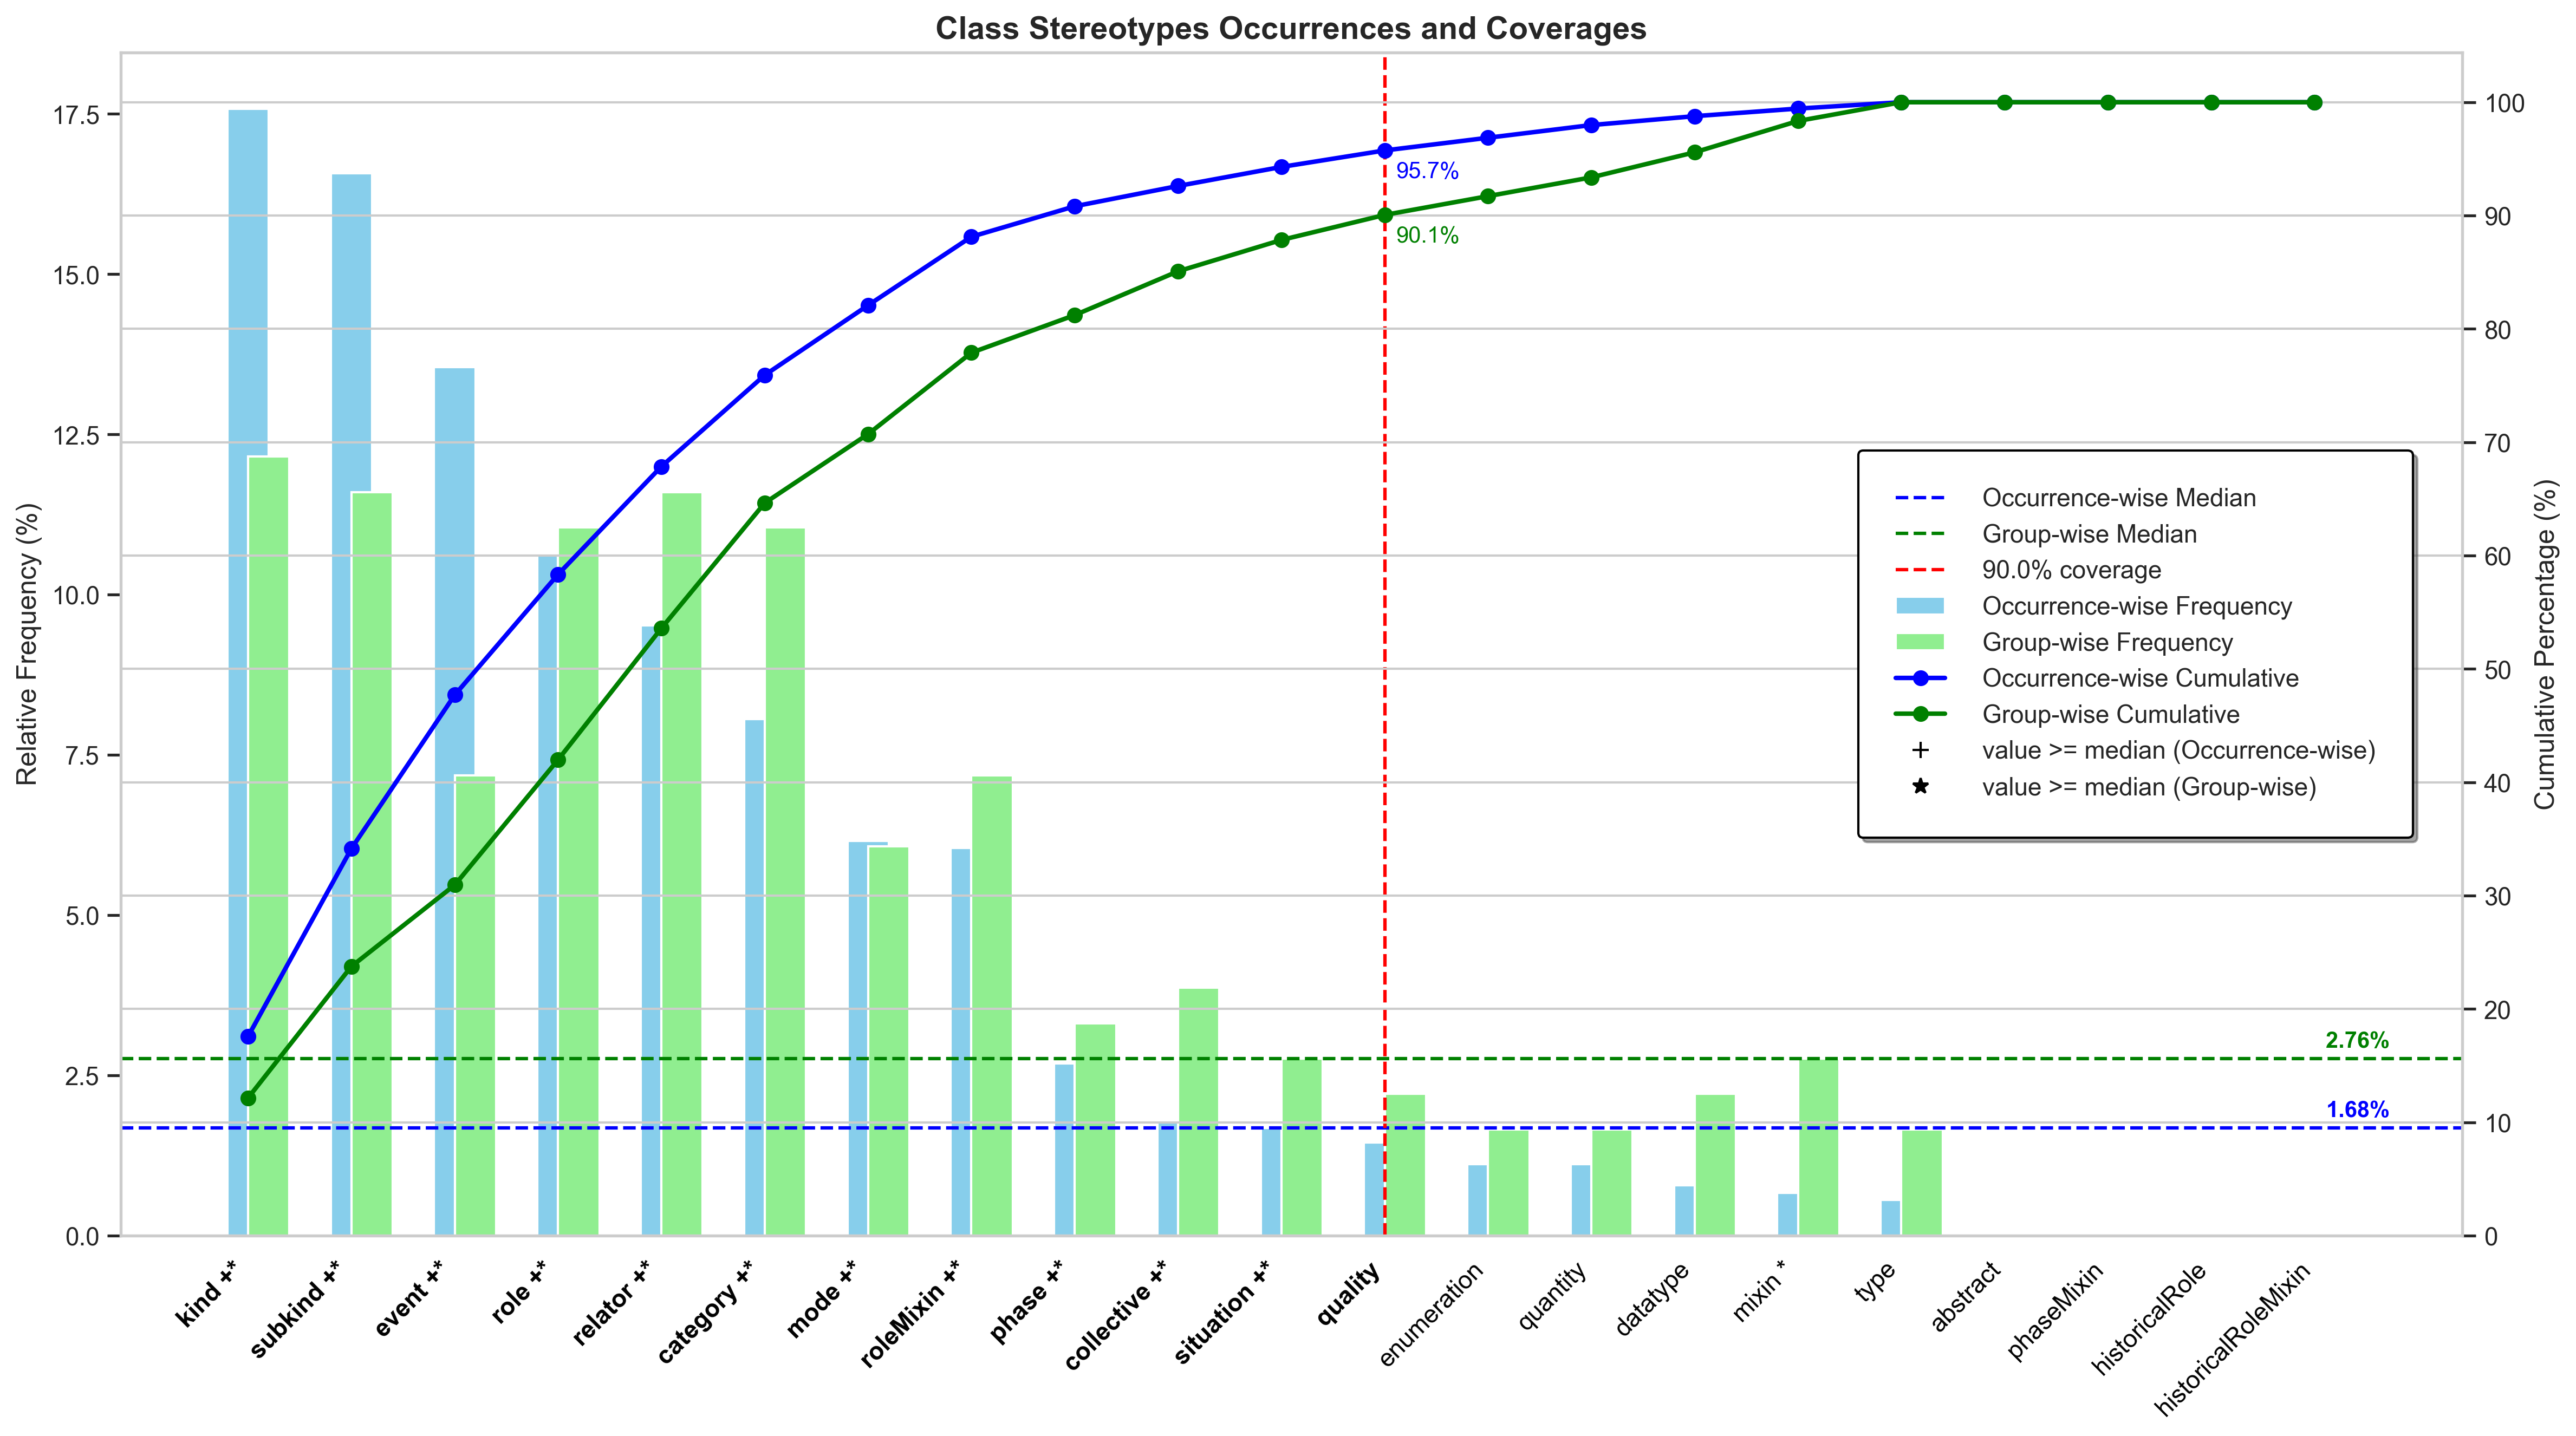 Class Stereotypes Occurrences and Coverages
Relative Frequency (%)
17.5
15.0
12.5
10.0
7.5
5.0
2.5
0.0
95.7%
90.1%
2.76%
1.68%
Occurrence-wise Median
Group-wise Median
90.0% coverage
Occurrence-wise Frequency
Group-wise Frequency
Occurrence-wise Cumulative
Group-wise Cumulative
value >= median (Occurrence-wise)
value >= median (Group-wise)
100
90
80
70
60
50
40
30
20
10
0
Cumulative Percentage (%)
kind +*
subkind +*
event +*
role +*
relator +*
category +*
mode +*
roleMixin +*
phase +*
collective +*
situation +*
quality
enumeration
quantity
datatype
mixin *
type
abstract
phaseMixin
historicalRole
historicalRoleMixin